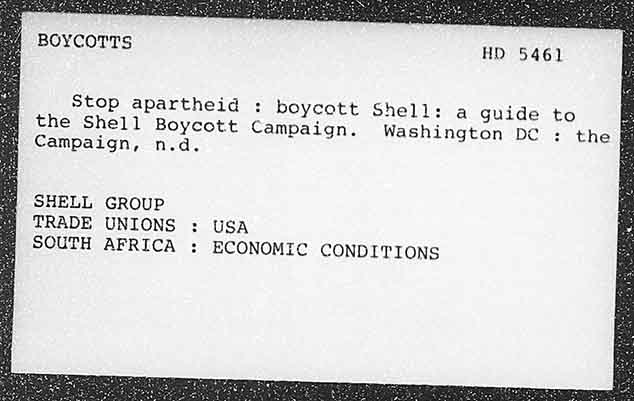 BOYCOTTS
HD 5461
Stop apartheid : boycott Shell: a guide to
the Shell Boycott Campaign. Washington DC : the
Campaign, n.d.
SHELL GROUP
TRADE UNIONS : USA
SOUTH AFRICA : ECONOMIC CONDITIONS